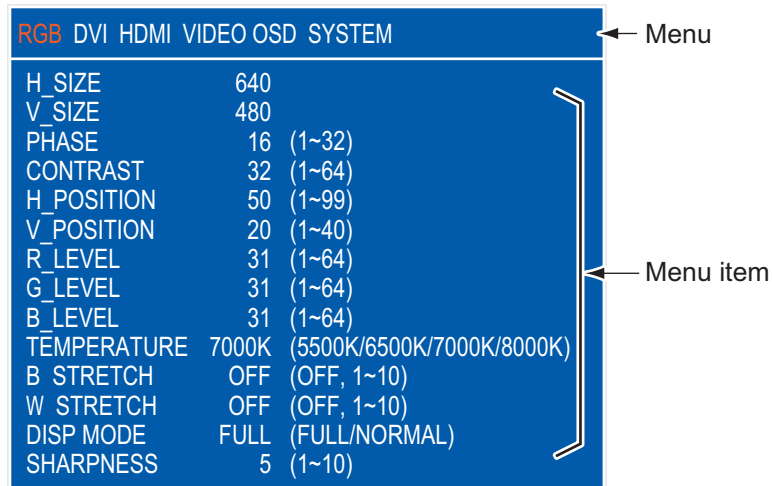 RGB DVI HDMI VIDEO OSD SYSTEM
Menu
H_SIZE 640
V_SIZE 480
PHASE 16 (1~32)
CONTRAST 32 (1~64)
H_POSITION 50 (1~99)
V_POSITION 20 (1~40)
R_LEVEL 31 (1~64)
G_LEVEL 31 (1~64)
B_LEVEL 31 (1~64)
Menu item
TEMPERATURE 7000K (5500K/6500K/7000K/8000K)
B STRETCH OFF (OFF, 1~10)
W STRETCH OFF (OFF, 1~10)
DISP MODE FULL (FULL/NORMAL)
SHARPNESS 5 (1~10)